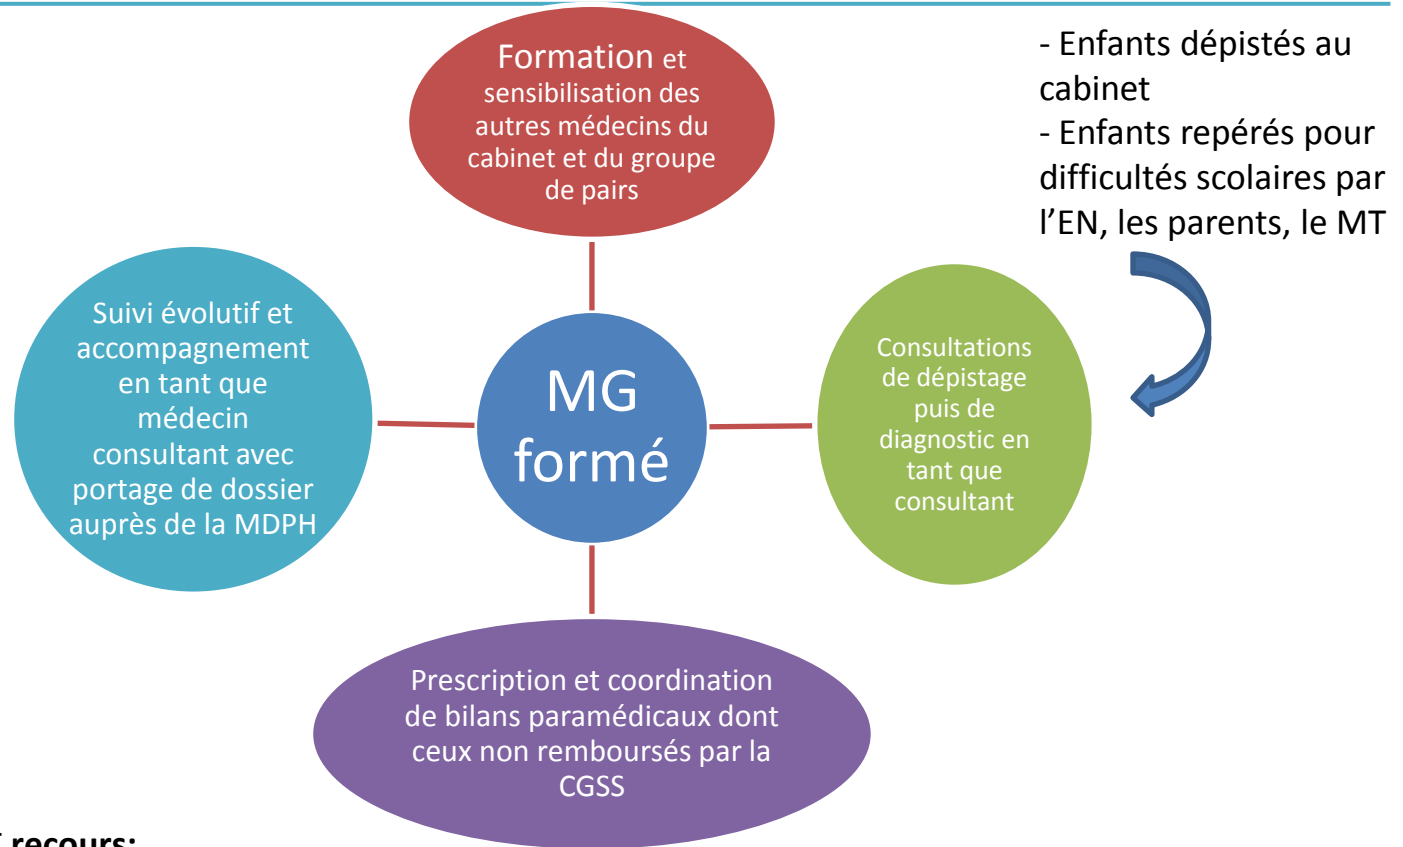 Formation et
sensibilisation des
autres médecins du
cabinet et du groupe
de pairs
- Enfants dépistés au
cabinet
- Enfants repérés pour
difficultés scolaires par
l’EN, les parents, le MT
Suivi évolutif et
accompagnement
en tant que
médecin
consultant avec
portage de dossier
auprès de la MDPH
MG
formé
Consultations
de dépistage
puis de
diagnostic en
tant que
consultant
Prescription et coordination
de bilans paramédicaux dont
ceux non remboursés par la
CGSS
recours: